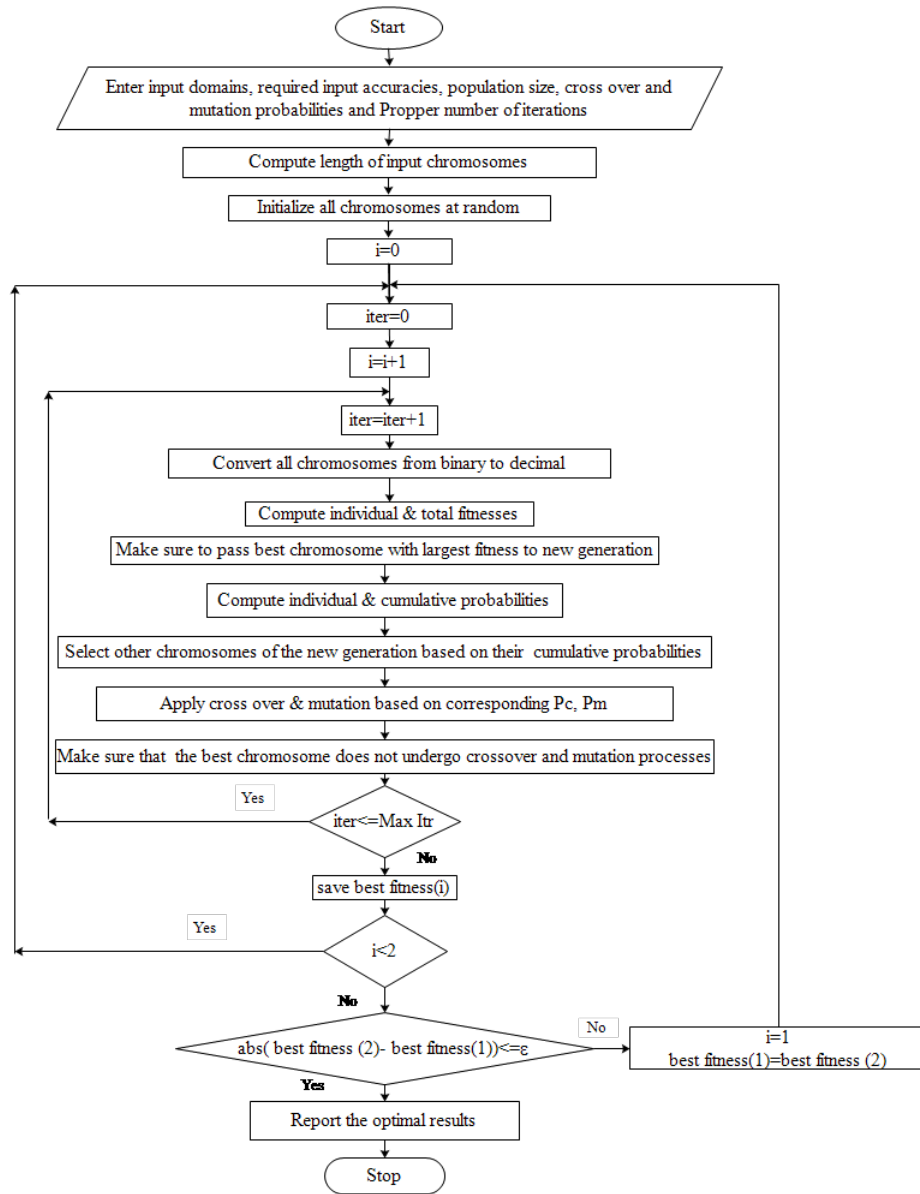 Start
Enter input domains, required input accuracies, population size, cross over and
mutation probabilities and Propper number of iterations
Compute length of input chromosomes
Initialize all chromosomes at random
i=0
iter=0
i=i+1
iter=iter+1
Convert all chromosomes from binary to decimal
Compute individual & total fitnesses
Make sure to pass best chromosome with largest fitness to new generation
Compute individual & cumulative probabilities
Select other chromosomes of the new generation based on their cumulative probabilities
Apply cross over & mutation based on corresponding Pc, Pm
Make sure that the best chromosome does not undergo crossover and mutation processes
Yes
iter<=Max Itr
No
save best fitness(i)
Yes
i<2
No
abs( best fitness (2)- best fitness(1))<=ε
No
i=1
best fitness(1)=best fitness (2)
Yes
Report the optimal results
Stop